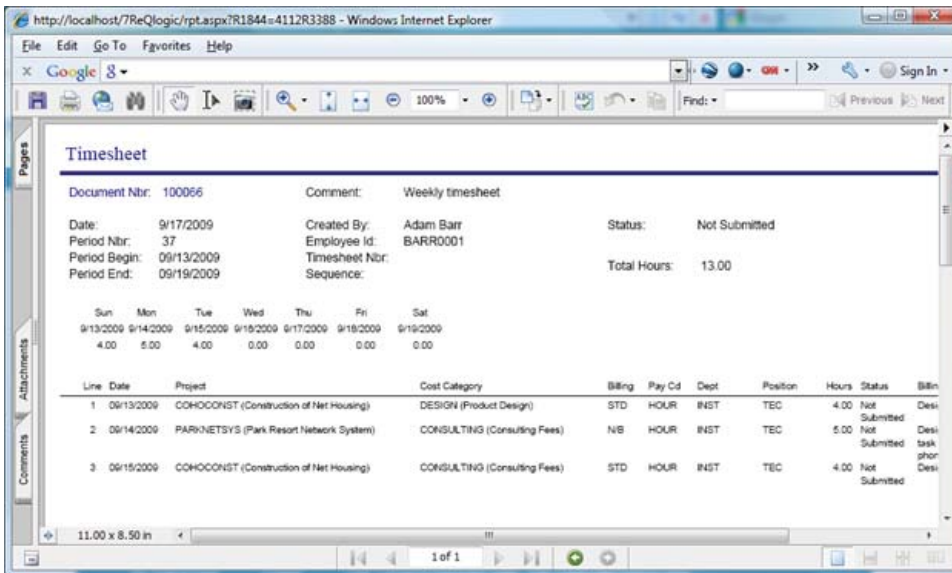 http://localhost/7ReQlogic/rpt.aspx?R1844=4112R3388 - Windows Internet Explorer
File Edit Go To Favorites Help
x Google 8 CNN » Sign In
100% Find: Previous Next
Pages
Attachments
Comments
Timesheet
Document Nbr: 100066 Comment: Weekly timesheet
Date: 9/17/2009 Created By: Adam Barr Status: Not Submitted
Period Nbr: 37 Employee Id: BARR0001
Period Begin: 09/13/2009 Timesheet Nbr:
Period End: 09/19/2009 Sequence: Total Hours: 13.00
Sun Mon Tue Wed Thu Fri Sat
9/13/2009 9/14/2009 9/15/2009 9/16/2009 9/17/2009 9/18/2009 9/19/2009
4.00 5.00 4.00 0.00 0.00 0.00 0.00
Line Date Project Cost Category Billing Pay Cd Dept Position Hours Status Billin
1 09/13/2009 COHOCONST (Construction of Net Housing) DESIGN (Product Design) STD HOUR INST TEC 4.00 Not Desi
Submitted
2 09/14/2009 PARKNETSYS (Park Resort Network System) CONSULTING (Consulting Fees) N/B HOUR INST TEC 5.00 Not Desi
Submitted task
phor
3 09/15/2009 COHOCONST (Construction of Net Housing) CONSULTING (Consulting Fees) STD HOUR INST TEC 4.00 Not Desi
Submitted
11.00 x 8.50 in
1 of 1